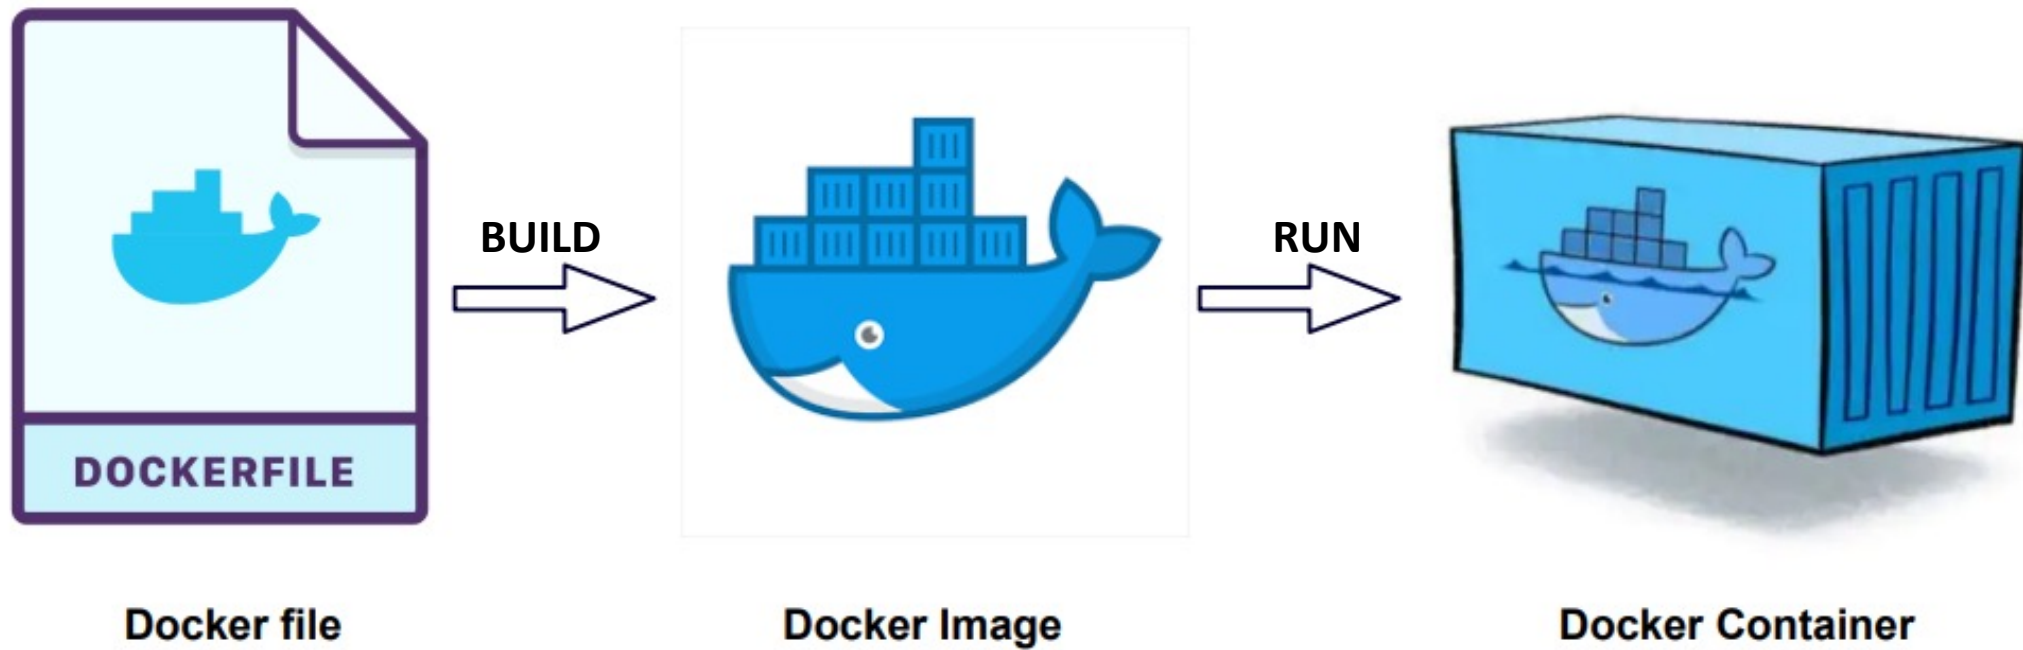 BUILD
RUN
DOCKERFILE
Docker file
Docker Image
Docker Container